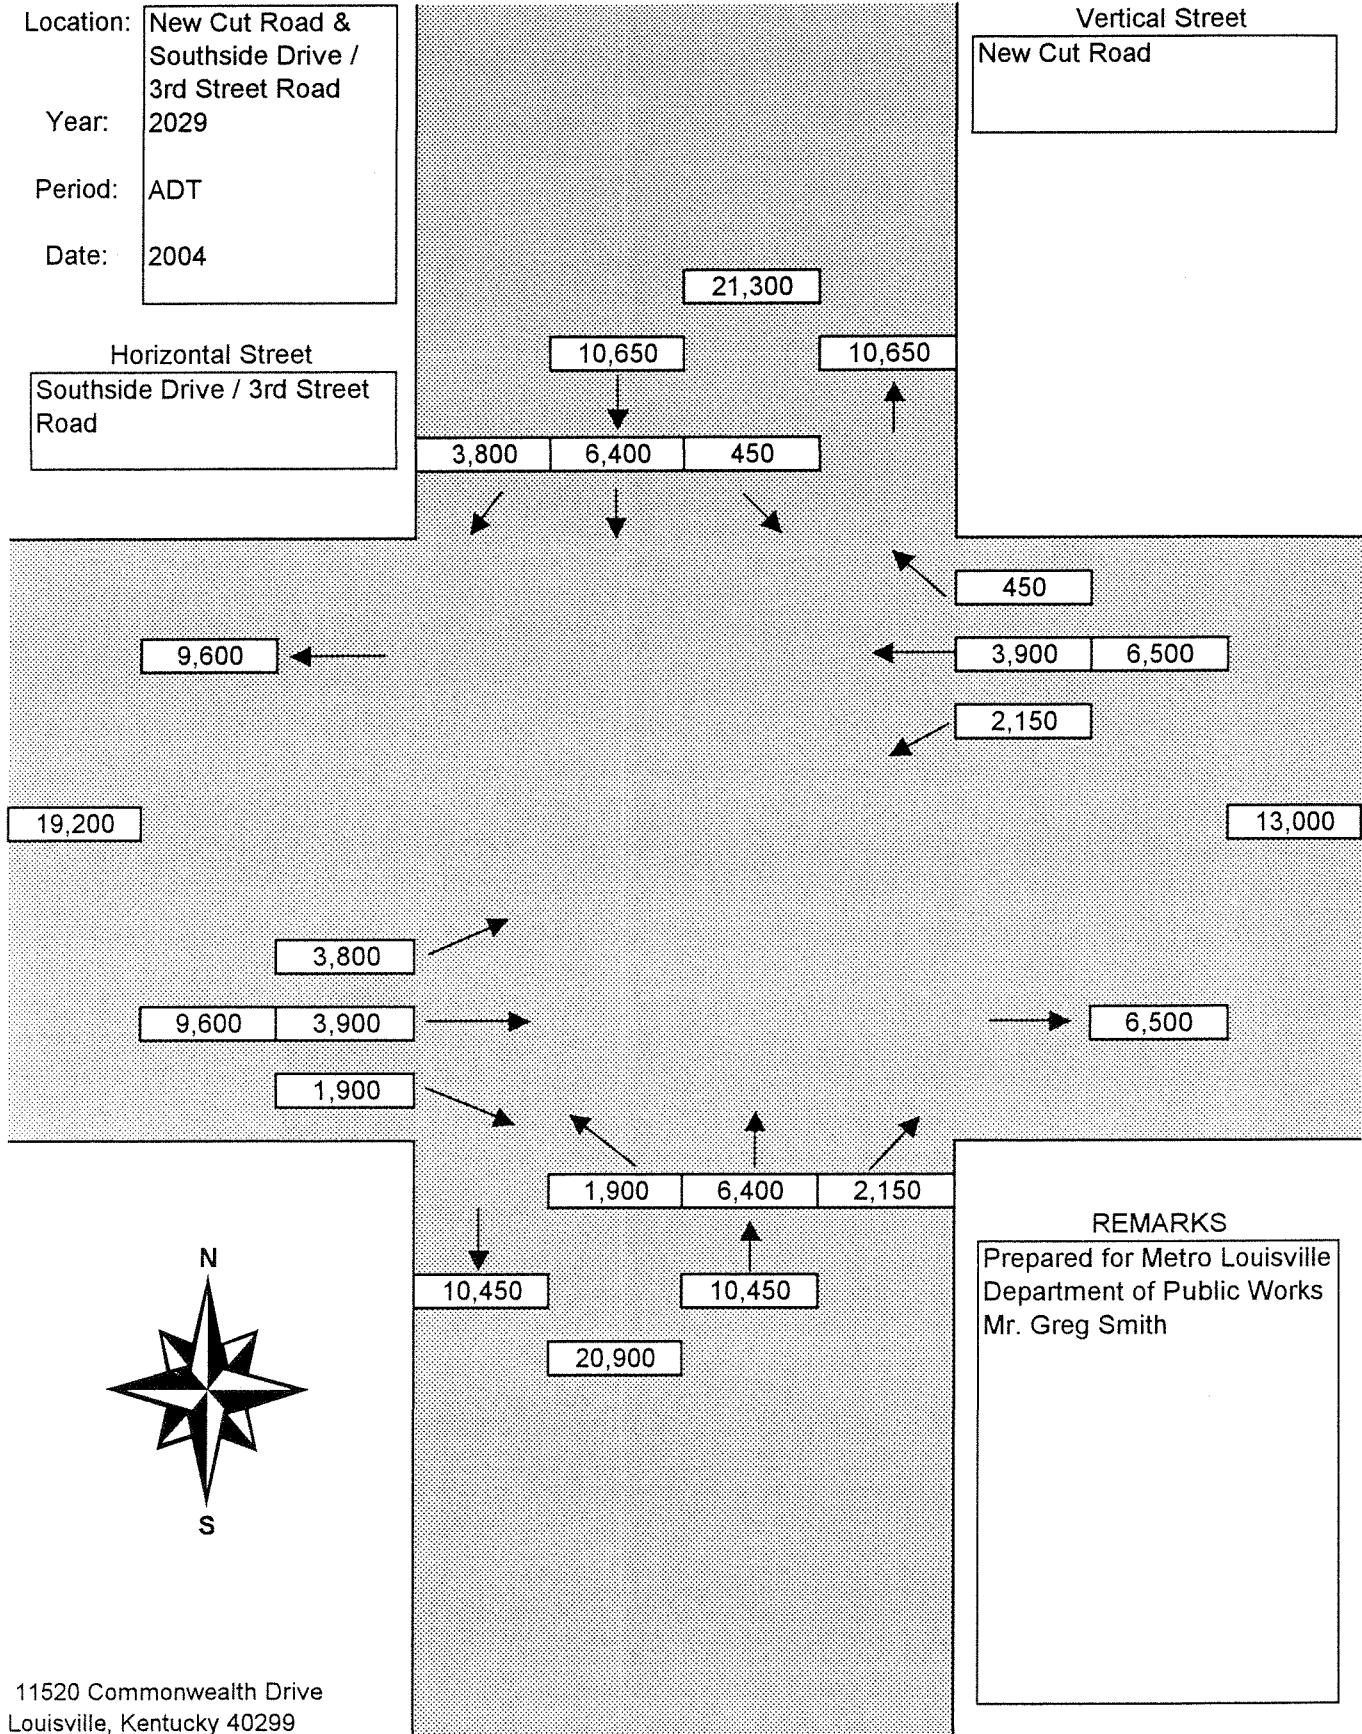 Location: New Cut Road &
Southside Drive /
3rd Street Road
Year: 2029
Period: ADT
Date: 2004
Vertical Street
New Cut Road
Horizontal Street
Southside Drive / 3rd Street
Road
21,300
10,650 10,650
3,800 6,400 450
450
9,600 3,900 6,500
2,150
19,200 13,000
3,800
9,600 3,900 6,500
1,900
1,900 6,400 2,150
10,450 10,450
20,900
N
S
REMARKS
Prepared for Metro Louisville
Department of Public Works
Mr. Greg Smith
11520 Commonwealth Drive
Louisville, Kentucky 40299